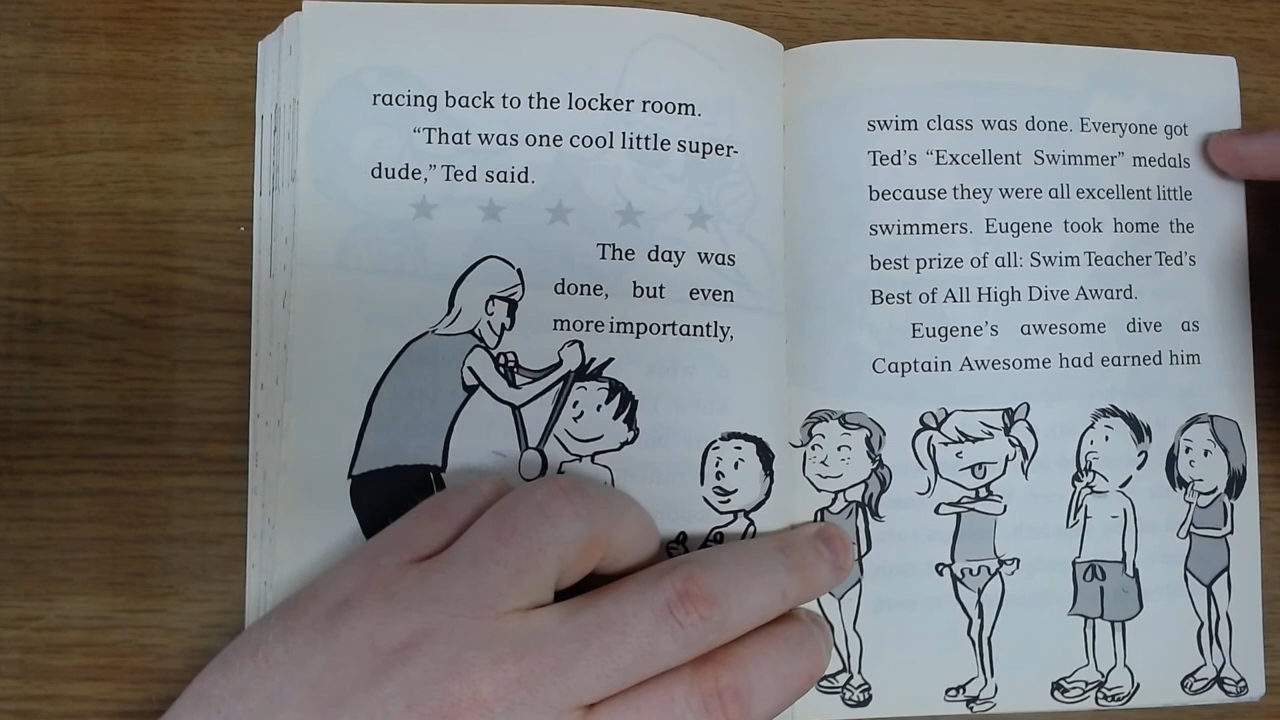 racing back to the locker room.
“That was one cool little super-
dude,” Ted said.
The day was
done, but even
more importantly,
swim class was done. Everyone got
Ted’s “Excellent Swimmer” medals
because they were all excellent little
swimmers. Eugene took home the
best prize of all: Swim Teacher Ted’s
Best of All High Dive Award.
Eugene’s awesome dive as
Captain Awesome had earned him